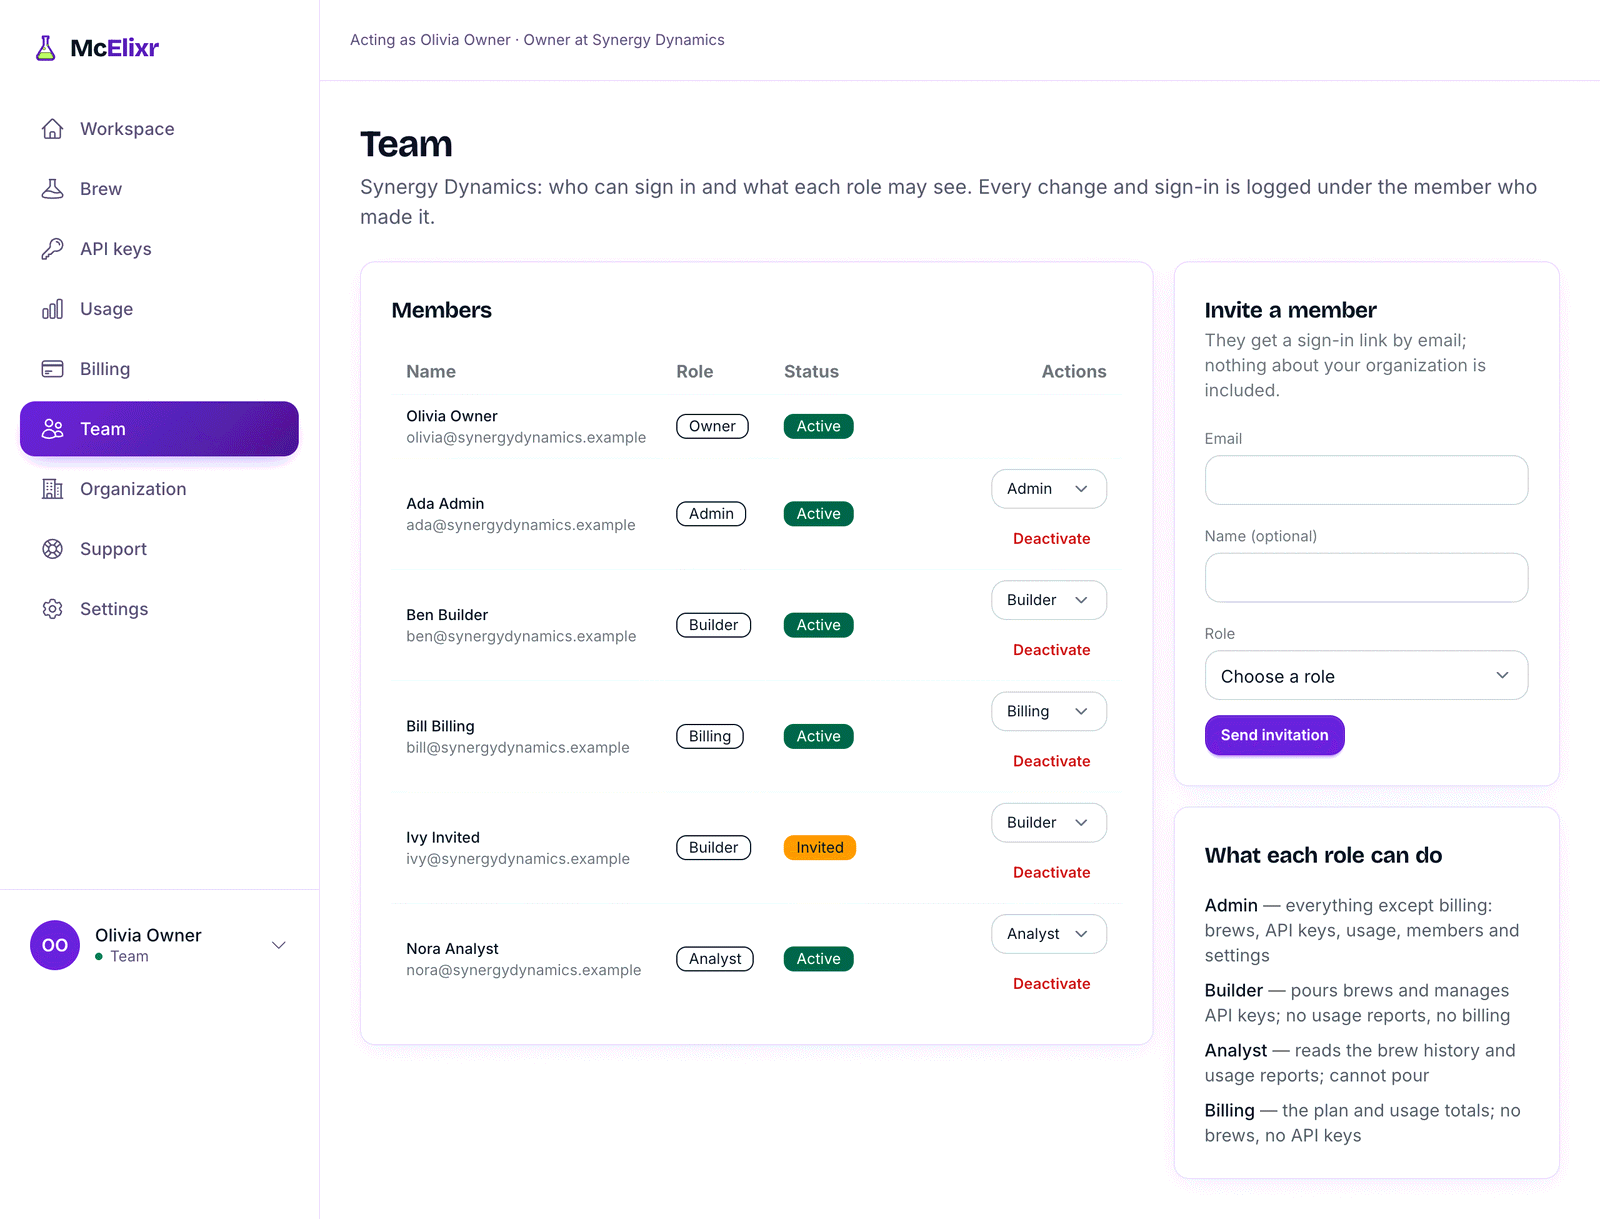 McElixr
Workspace
Brew
API keys
Usage
Billing
Team
Organization
Support
Settings
OO
Olivia Owner
Team
Acting as Olivia Owner · Owner at Synergy Dynamics
Team
Synergy Dynamics: who can sign in and what each role may see. Every change and sign-in is logged under the member who
made it.
Members
Name Role Status Actions
Olivia Owner
olivia@synergydynamics.example
Owner Active
Ada Admin
ada@synergydynamics.example
Admin Active Admin
Deactivate
Ben Builder
ben@synergydynamics.example
Builder Active Builder
Deactivate
Bill Billing
bill@synergydynamics.example
Billing Active Billing
Deactivate
Ivy Invited
ivy@synergydynamics.example
Builder Invited Builder
Deactivate
Nora Analyst
nora@synergydynamics.example
Analyst Active Analyst
Deactivate
Invite a member
They get a sign-in link by email;
nothing about your organization is
included.
Email
Name (optional)
Role
Choose a role
Send invitation
What each role can do
Admin — everything except billing:
brews, API keys, usage, members and
settings
Builder — pours brews and manages
API keys; no usage reports, no billing
Analyst — reads the brew history and
usage reports; cannot pour
Billing — the plan and usage totals; no
brews, no API keys